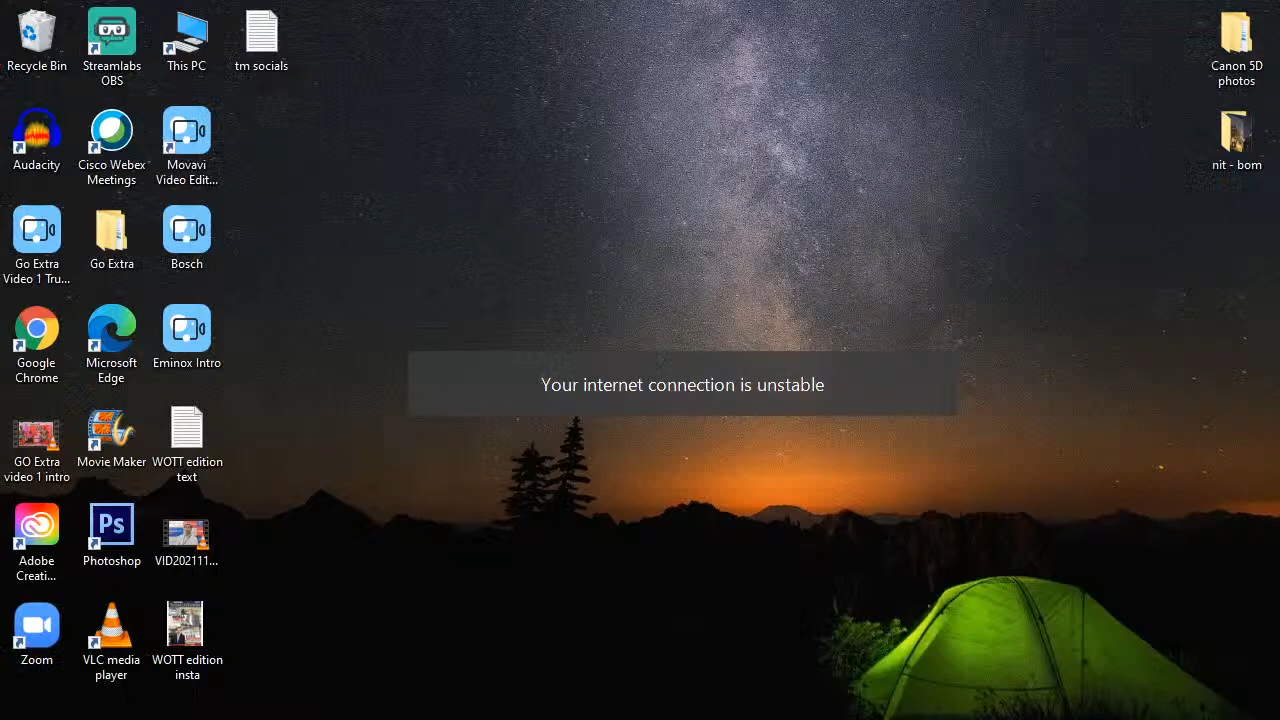 Recycle Bin
Streamlabs
OBS
This PC
tm socials
Canon 5D
photos
Audacity
Cisco Webex
Meetings
Movavi
Video Edit...
nit - bom
Go Extra
Video 1 Tru...
Go Extra
Bosch
Google
Chrome
Microsoft
Edge
Eminox Intro
Your internet connection is unstable
GO Extra
video 1 intro
Movie Maker
WOTT edition
text
Adobe
Creati...
Ps
Photoshop
VID202111...
Zoom
VLC media
player
WOTT edition
insta